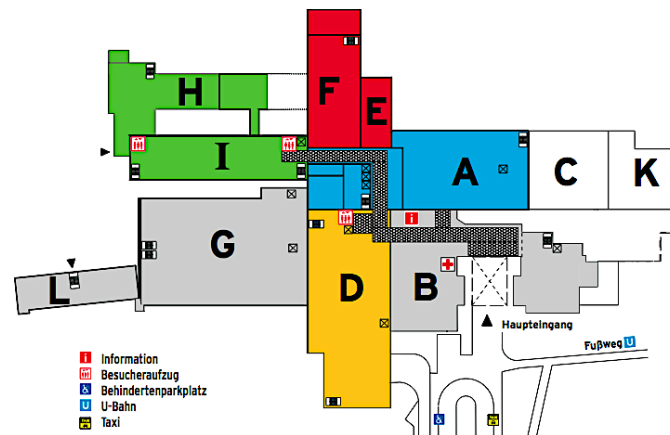 H
F
E
I
A
C
K
i
G
L
D
B
Haupteingang
Fußweg U
i Information
Besucheraufzug
Behindertenparkplatz
U U-Bahn
Taxi